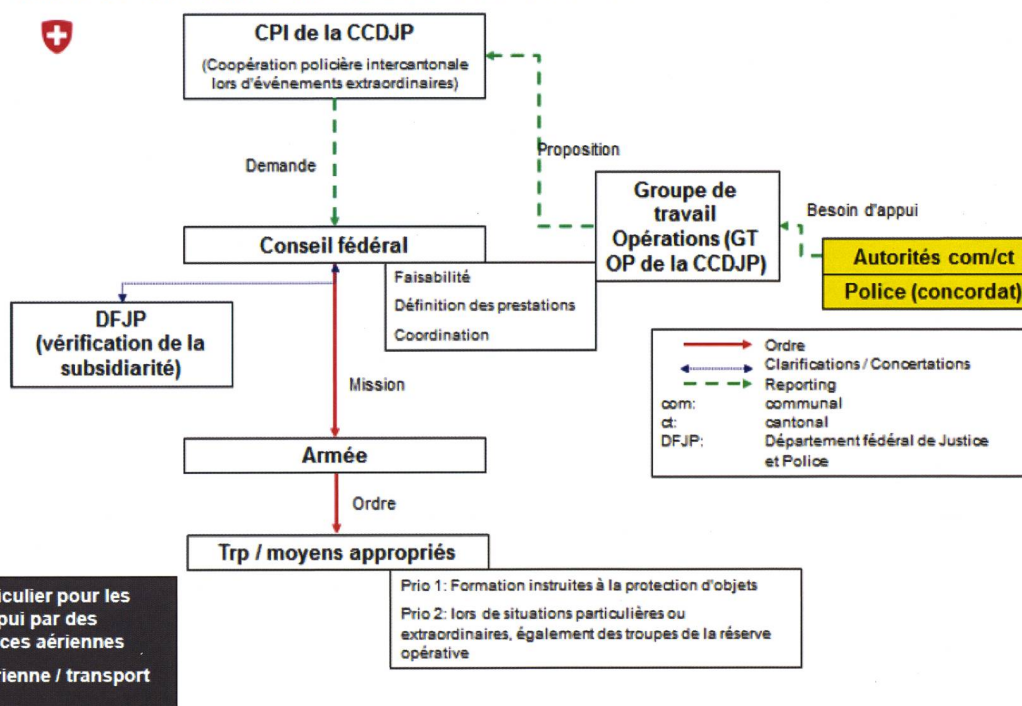 CPI de la CCDJP
(Coopération policière intercantonale
lors d'événements extraordinaires)
Demande
Proposition
Groupe de
travail
Opérations (GT
OP de la CCDJP)
Besoin d'appui
Autorités com/ct
Police (concordat)
Conseil fédéral
Faisabilité
Définition des prestations
Coordination
DFJP
(vérification de la
subsidiarité)
Mission
Ordre
Clarifications / Concertations
Reporting
com: communal
ct: cantonal
DFJP: Département fédéral de Justice
et Police
Armée
Ordre
Trp / moyens appropriés
Prio 1: Formation instruites à la protection d'objets
Prio 2: lors de situations particulières ou
extraordinaires, également des troupes de la réserve
opérative
iculier pour les
pui par des
ces aériennes
rienne / transport